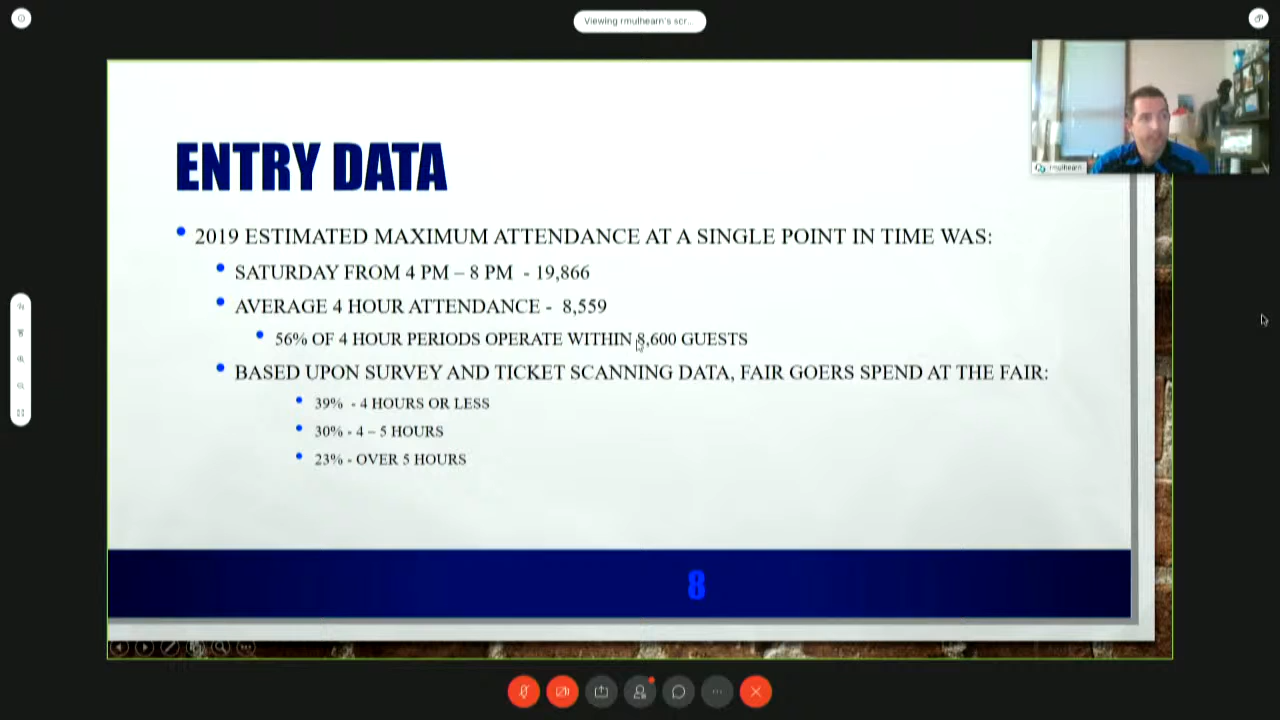 Viewing rmulhearn's scr...
rmulhearn
ENTRY DATA
2019 ESTIMATED MAXIMUM ATTENDANCE AT A SINGLE POINT IN TIME WAS:
SATURDAY FROM 4 PM – 8 PM - 19,866
AVERAGE 4 HOUR ATTENDANCE - 8,559
56% OF 4 HOUR PERIODS OPERATE WITHIN 8,600 GUESTS
BASED UPON SURVEY AND TICKET SCANNING DATA, FAIR GOERS SPEND AT THE FAIR:
39% - 4 HOURS OR LESS
30% - 4 – 5 HOURS
23% - OVER 5 HOURS
8